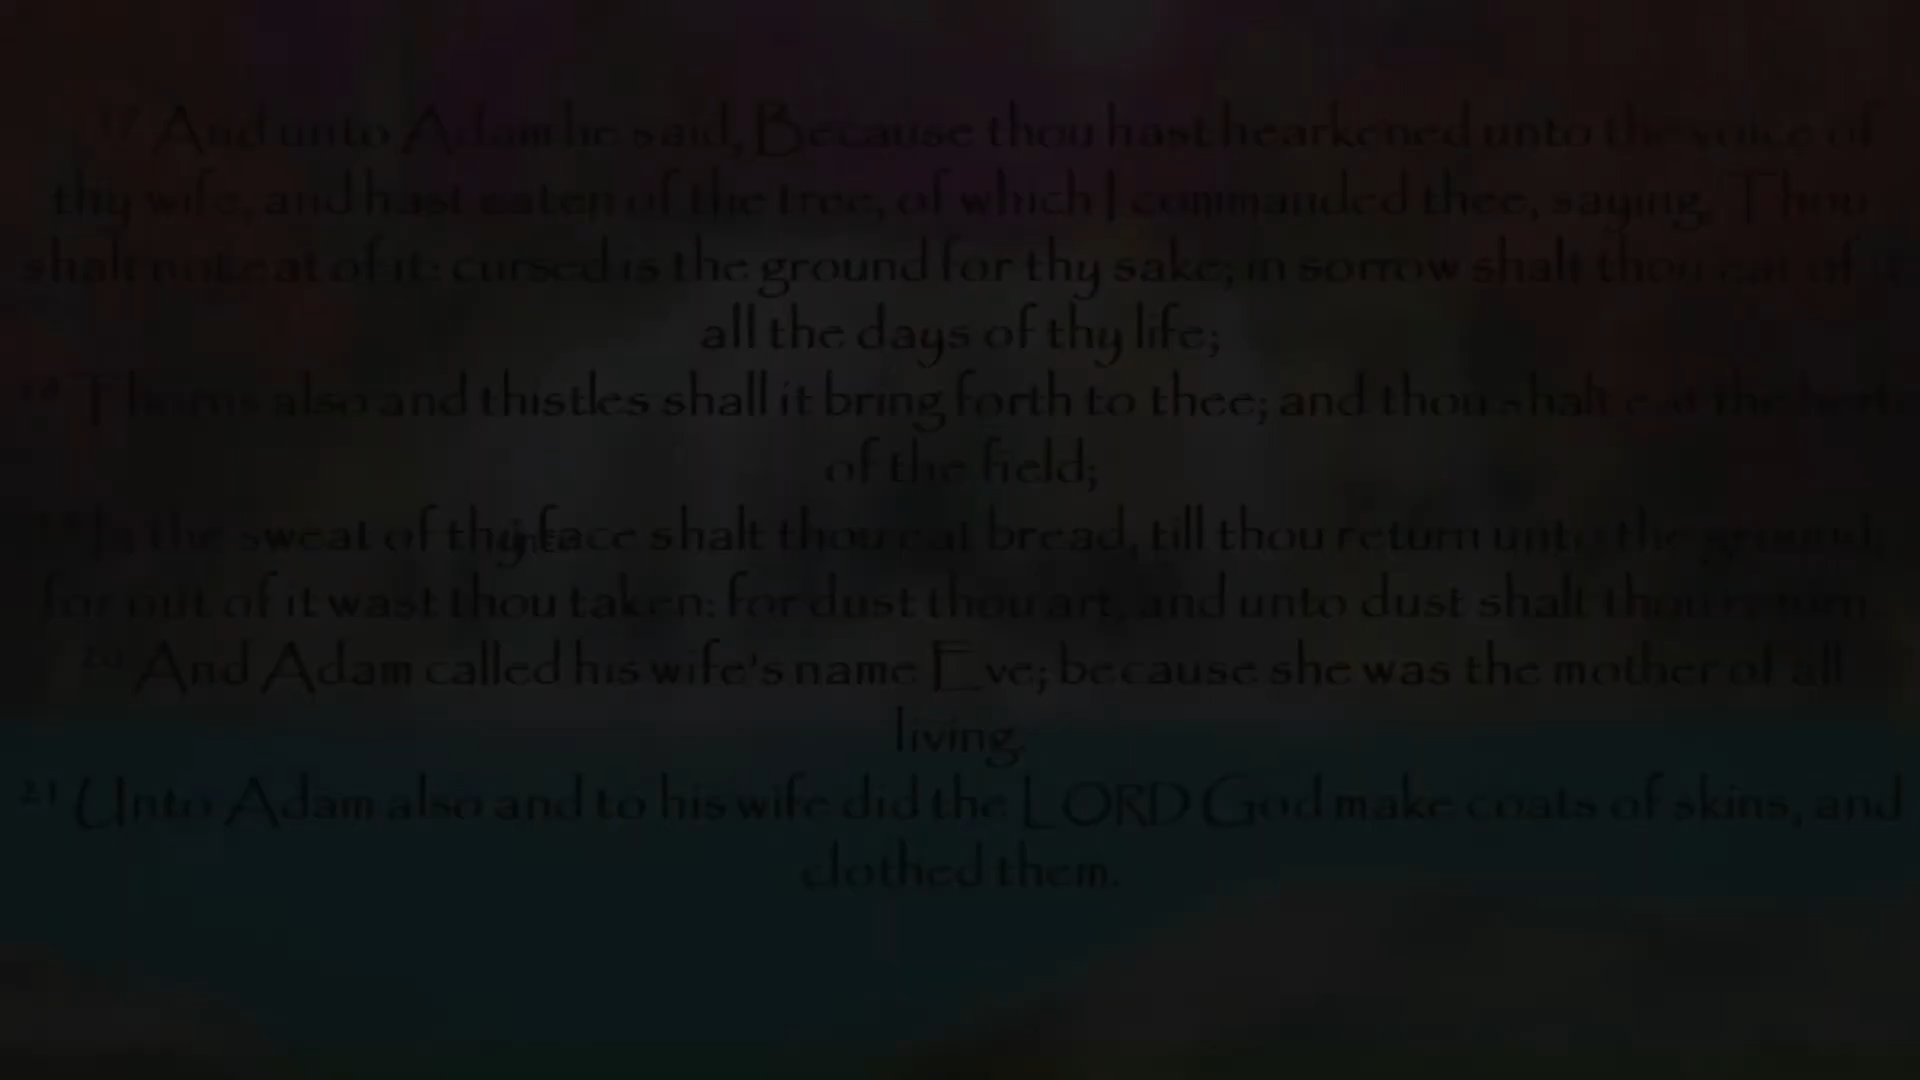 17 And unto Adam he said, Because thou hast hearkened unto the voice of
thy wife, and hast eaten of the tree, of which I commanded thee, saying, Thou
shalt not eat of it: cursed is the ground for thy sake; in sorrow shalt thou eat of it
all the days of thy life;
18 Thorns also and thistles shall it bring forth to thee; and thou shalt eat the herb
of the field;
19 In the sweat of thy face shalt thou eat bread, till thou return unto the ground;
for out of it wast thou taken: for dust thou art, and unto dust shalt thou return.
20 And Adam called his wife's name Eve; because she was the mother of all
living.
21 Unto Adam also and to his wife did the LORD God make coats of skins, and
clothed them.